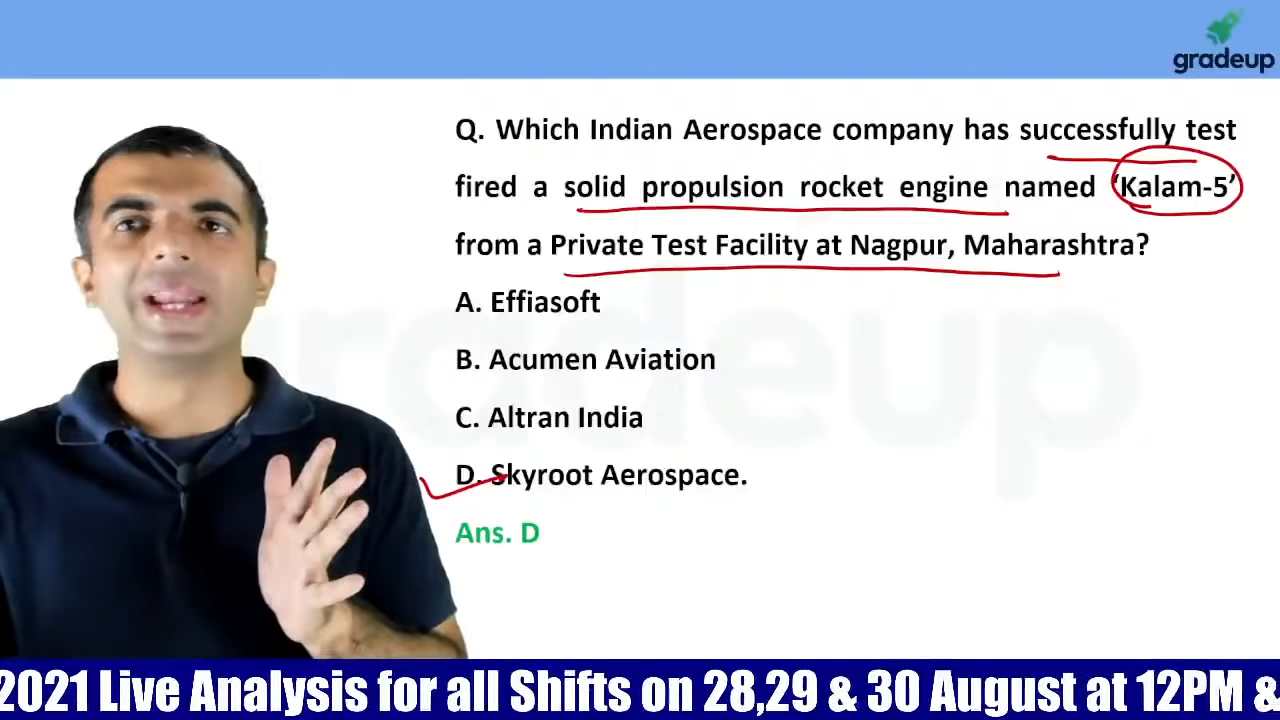 gradeup
Q. Which Indian Aerospace company has successfully test
fired a solid propulsion rocket engine named ‘Kalam-5’
from a Private Test Facility at Nagpur, Maharashtra?
A. Effiasoft
B. Acumen Aviation
C. Altran India
D. Skyroot Aerospace.
Ans. D
gradeup
2021 Live Analysis for all Shifts on 28,29 & 30 August at 12PM &